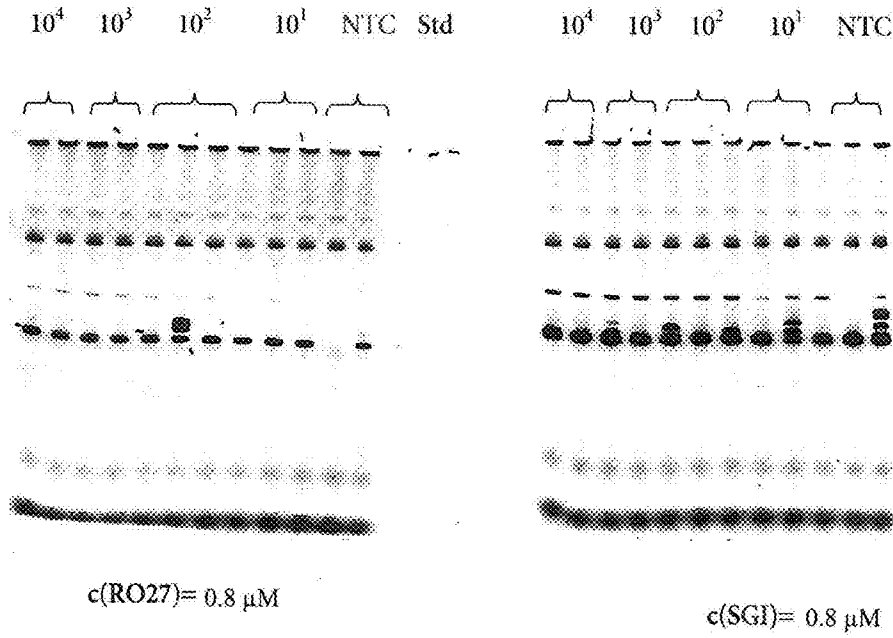 10⁴ 10³ 10² 10¹ NTC Std
10⁴ 10³ 10² 10¹ NTC
c(RO27)= 0.8 µM
c(SGI)= 0.8 µM